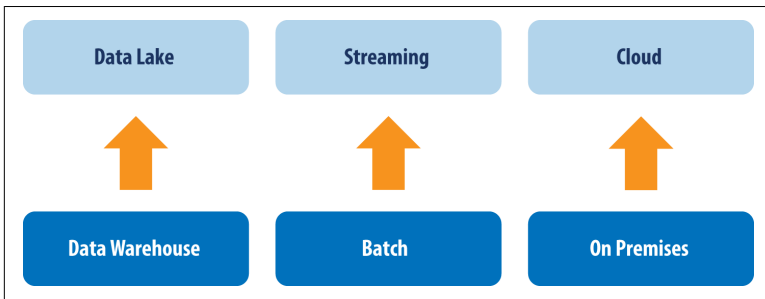 Data Lake
Streaming
Cloud
Data Warehouse
Batch
On Premises